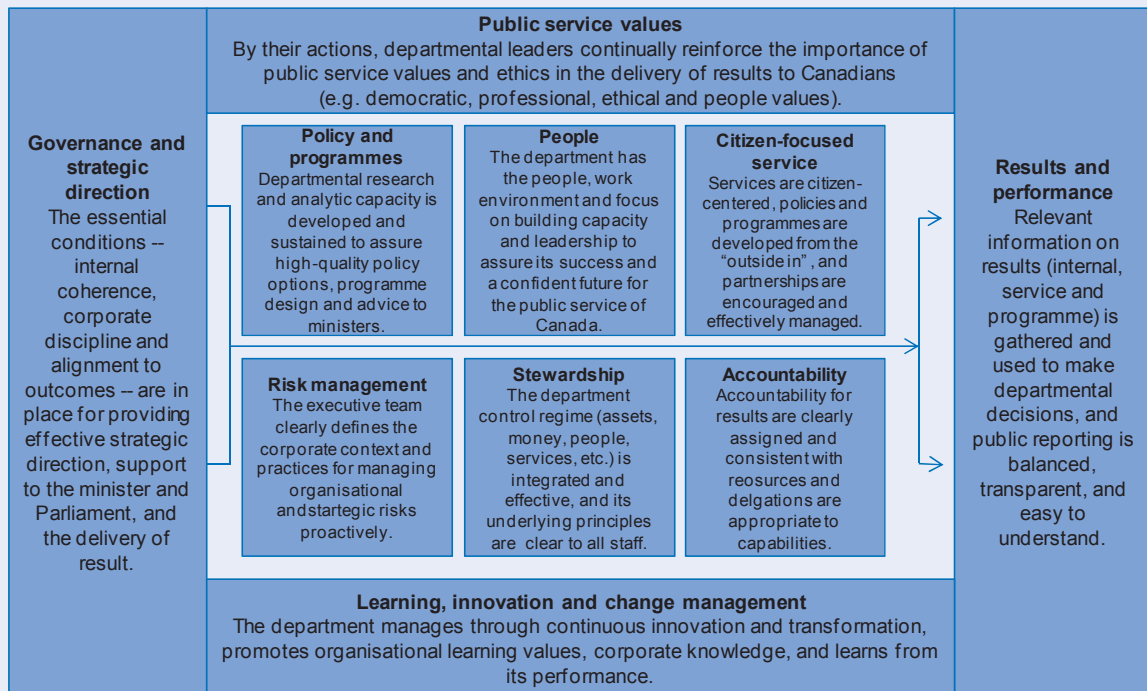 Public service values
By their actions, departmental leaders continually reinforce the importance of
public service values and ethics in the delivery of results to Canadians
(e.g. democratic, professional, ethical and people values).
Governance and
strategic
direction
The essential
conditions --
internal
coherence,
corporate
discipline and
alignment to
outcomes -- are in
place for providing
effective strategic
direction, support
to the minister and
Parliament, and
the delivery of
result.
Policy and
programmes
Departmental research
and analytic capacity is
developed and
sustained to assure
high-quality policy
options, programme
design and advice to
ministers.
People
The department has
the people, work
environment and focus
on building capacity
and leadership to
assure its success and
a confident future for
the public service of
Canada.
Citizen-focused
service
Services are citizen-
centered, policies and
programmes are
developed from the
“outside in” , and
partnerships are
encouraged and
effectively managed.
Risk management
The executive team
clearly defines the
corporate context and
practices for managing
organisational
andstartegic risks
proactively.
Stewardship
The department
control regime (assets,
money, people,
services, etc.) is
integrated and
effective, and its
underlying principles
are clear to all staff.
Accountability
Accountability for
results are clearly
assigned and
consistent with
reosources and
delgations are
appropriate to
capabilities.
Results and
performance
Relevant
information on
results (internal,
service and
programme) is
gathered and
used to make
departmental
decisions, and
public reporting is
balanced,
transparent, and
easy to
understand.
Learning, innovation and change management
The department manages through continuous innovation and transformation,
promotes organisational learning values, corporate knowledge, and learns from
its performance.